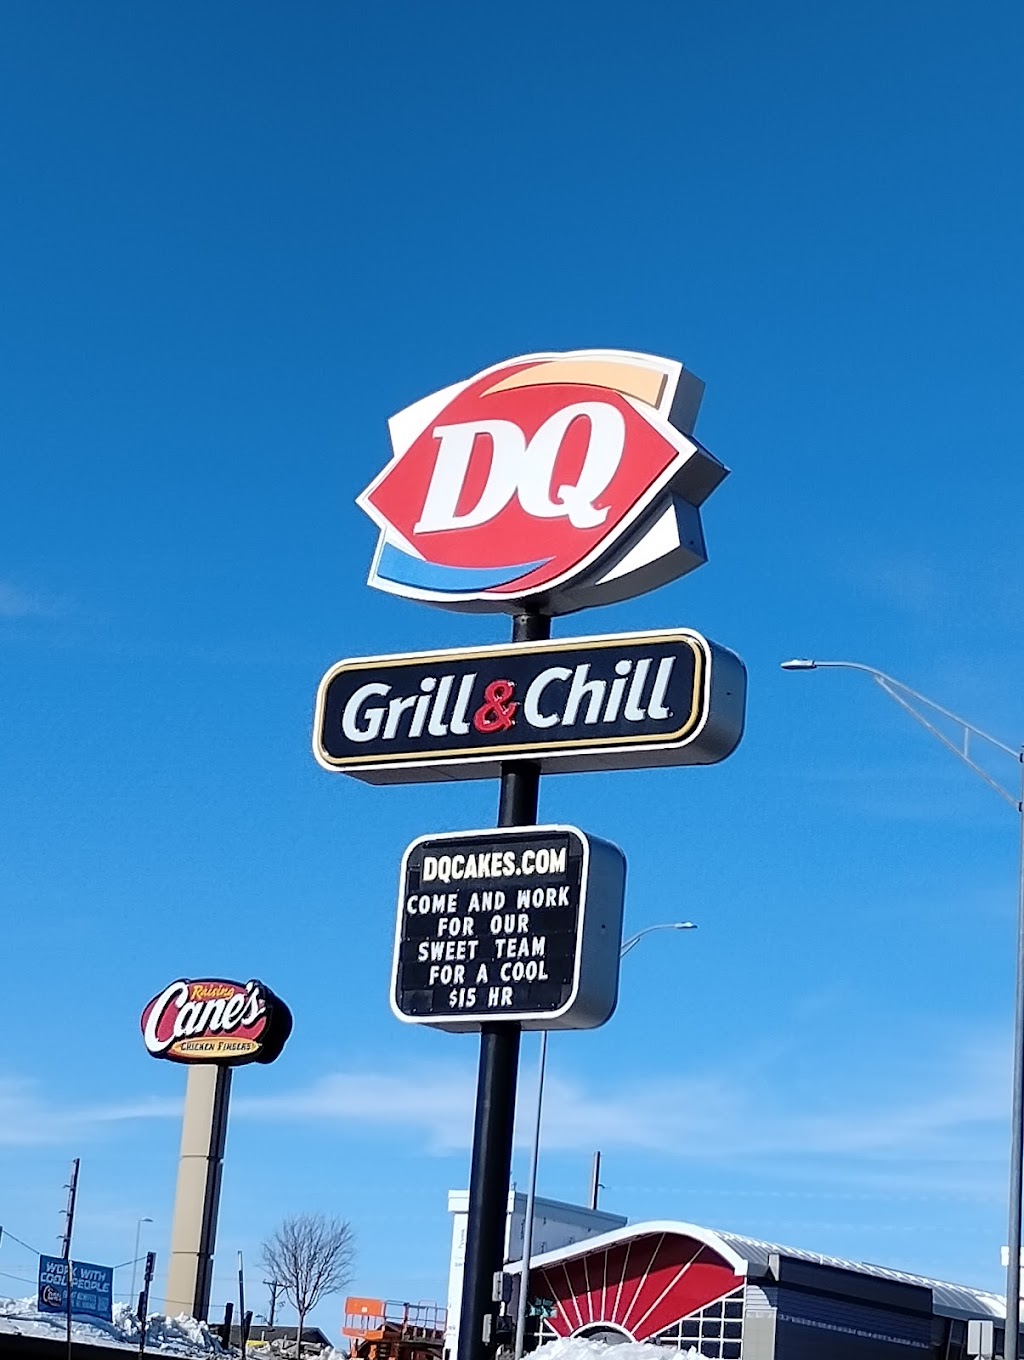 DQ
Grill & Chill
DQCAKES.COM
COME AND WORK
FOR OUR
SWEET TEAM
FOR A COOL
$15 HR
Raising
Cane's
CHICKEN FINGERS
WORK WITH
COOL PEOPLE